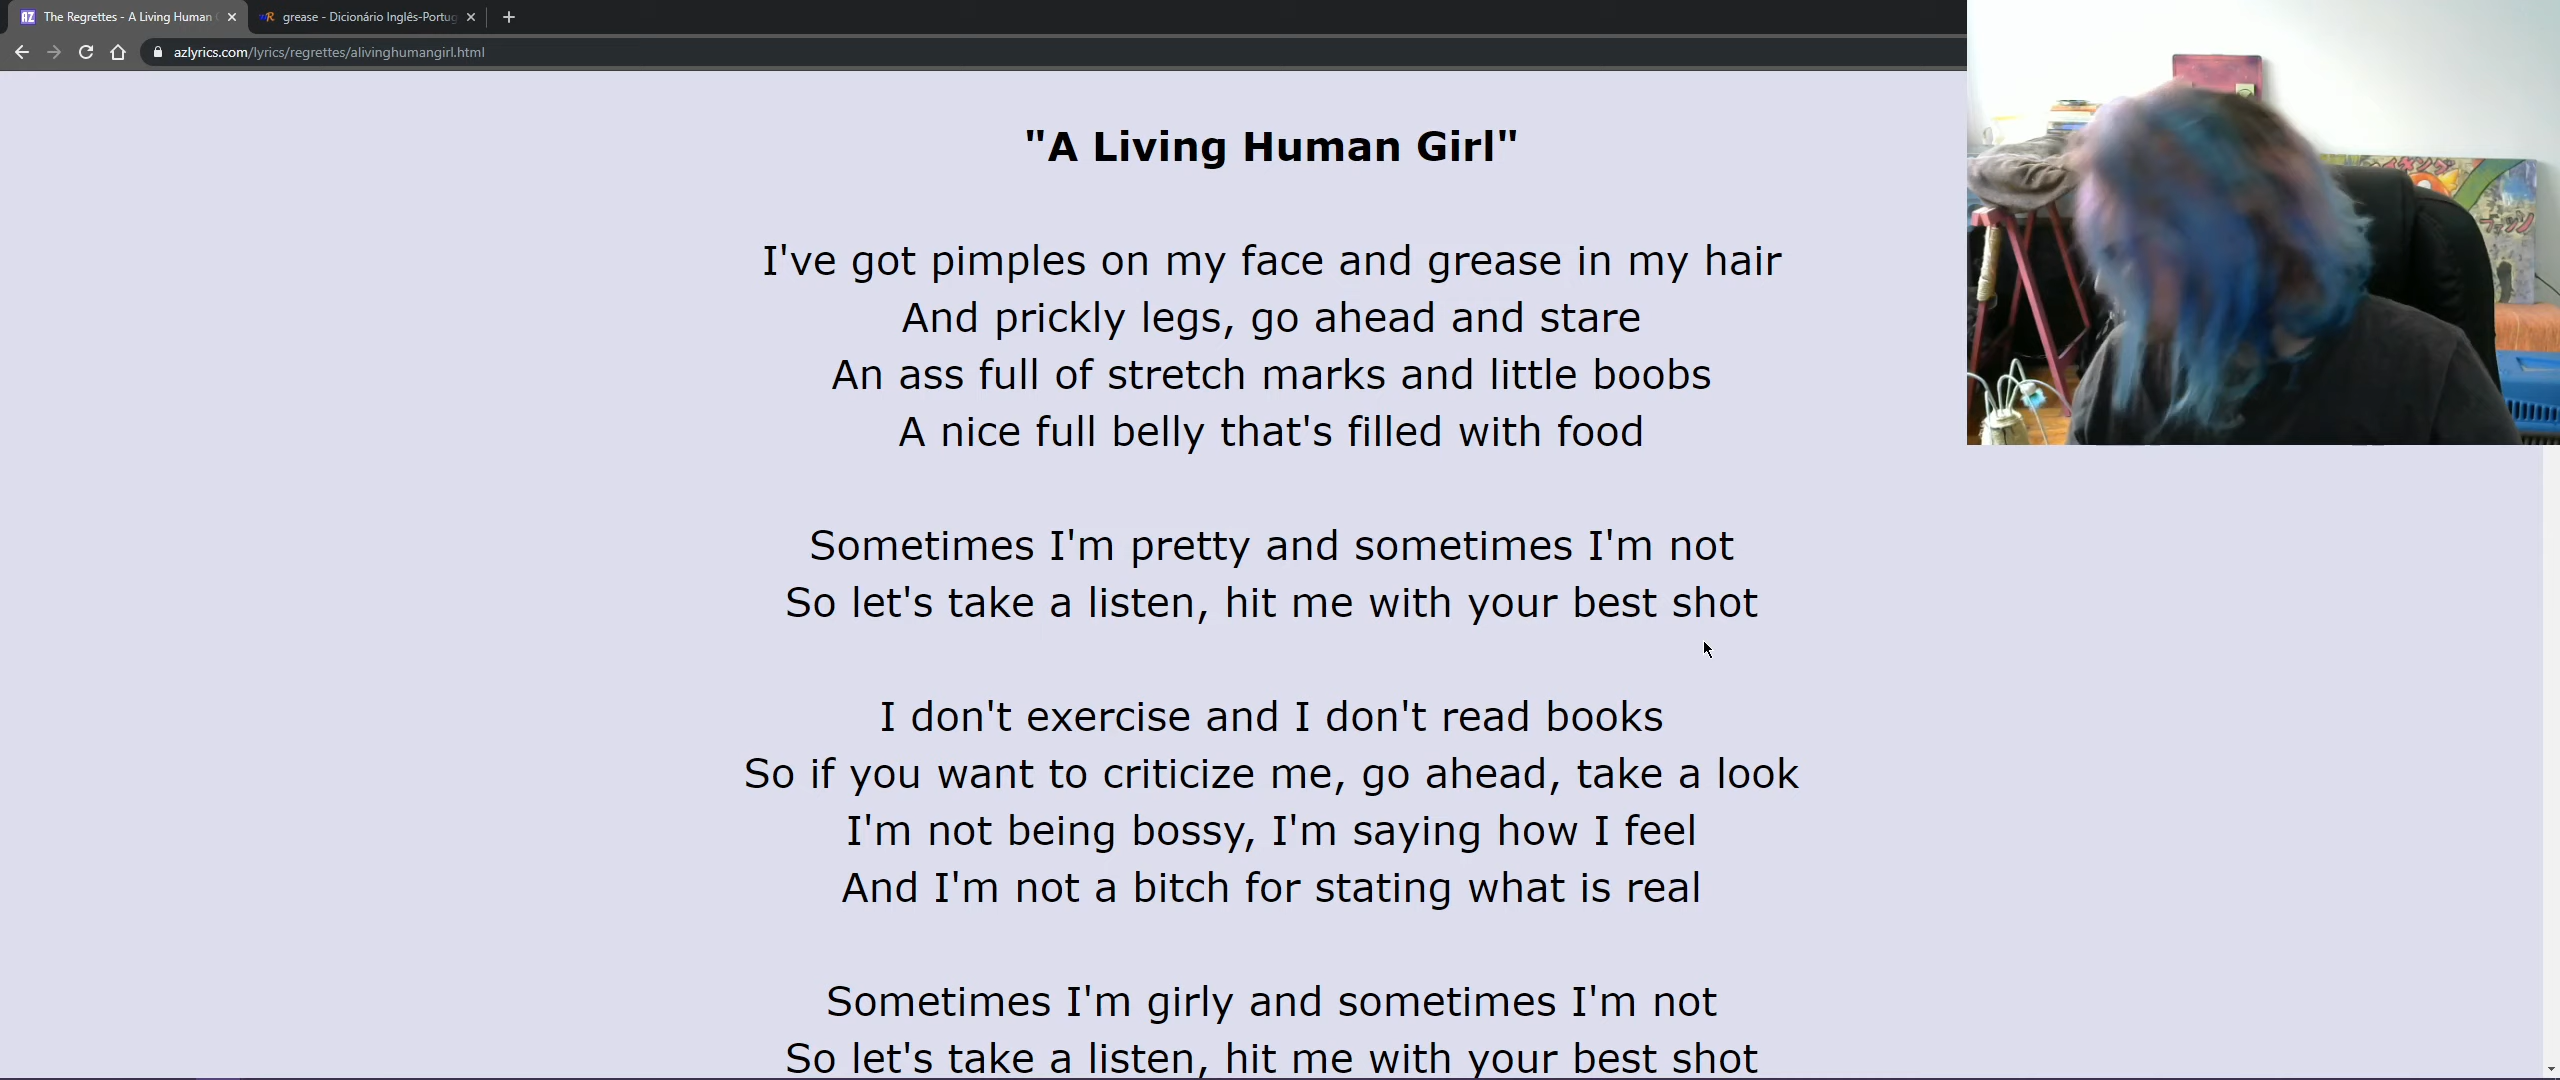 The Regrettes - A Living Human
grease - Dicionário Inglês-Portug
azlyrics.com/lyrics/regrettes/alivinghumangirl.html
"A Living Human Girl"
I've got pimples on my face and grease in my hair
And prickly legs, go ahead and stare
An ass full of stretch marks and little boobs
A nice full belly that's filled with food
Sometimes I'm pretty and sometimes I'm not
So let's take a listen, hit me with your best shot
I don't exercise and I don't read books
So if you want to criticize me, go ahead, take a look
I'm not being bossy, I'm saying how I feel
And I'm not a bitch for stating what is real
Sometimes I'm girly and sometimes I'm not
So let's take a listen, hit me with your best shot